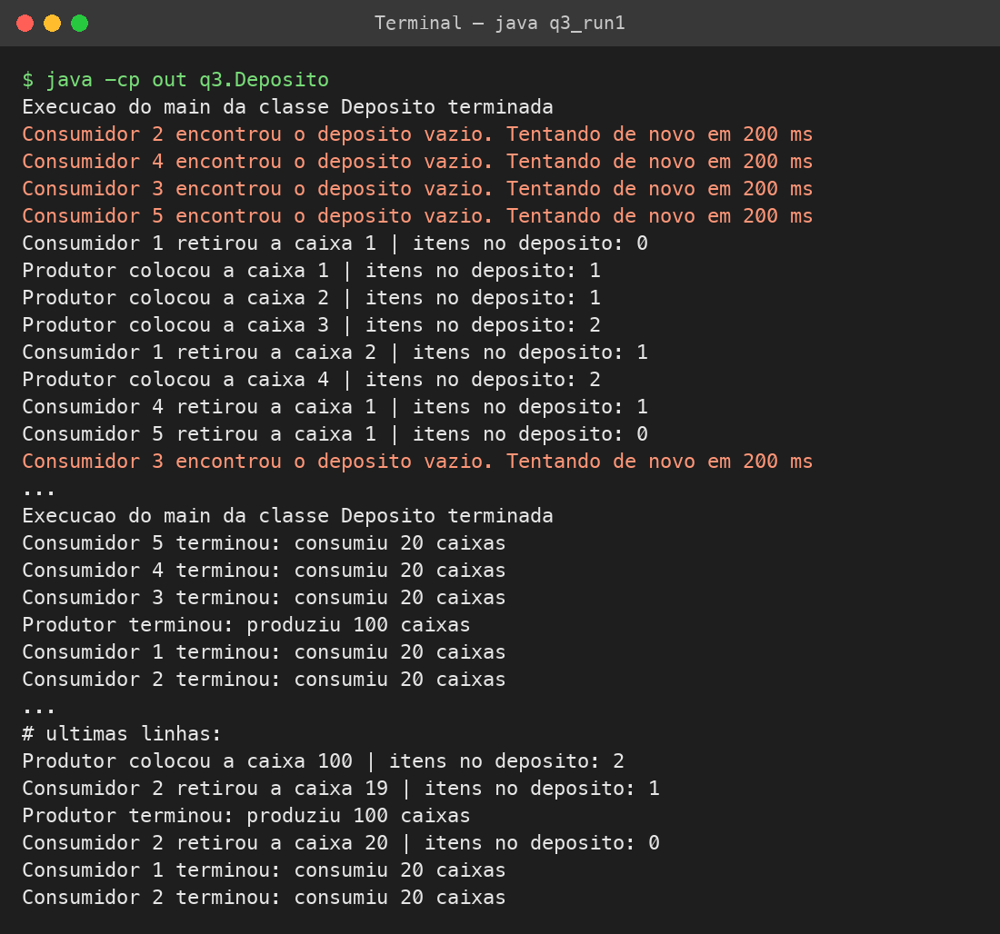 Terminal — java q3_run1
$ java −cp out q3.Deposito
Execucao do main da classe Deposito terminada
Consumidor 2 encontrou o deposito vazio. Tentando de novo em 200 ms
Consumidor 4 encontrou o deposito vazio. Tentando de novo em 200 ms
Consumidor 3 encontrou o deposito vazio. Tentando de novo em 200 ms
Consumidor 5 encontrou o deposito vazio. Tentando de novo em 200 ms
Consumidor 1 retirou a caixa 1 | itens no deposito: 0
Produtor colocou a caixa 1 | itens no deposito: 1
Produtor colocou a caixa 2 | itens no deposito: 1
Produtor colocou a caixa 3 | itens no deposito: 2
Consumidor 1 retirou a caixa 2 | itens no deposito: 1
Produtor colocou a caixa 4 | itens no deposito: 2
Consumidor 4 retirou a caixa 1 | itens no deposito: 1
Consumidor 5 retirou a caixa 1 | itens no deposito: 0
Consumidor 3 encontrou o deposito vazio. Tentando de novo em 200 ms
...
Execucao do main da classe Deposito terminada
Consumidor 5 terminou: consumiu 20 caixas
Consumidor 4 terminou: consumiu 20 caixas
Consumidor 3 terminou: consumiu 20 caixas
Produtor terminou: produziu 100 caixas
Consumidor 1 terminou: consumiu 20 caixas
Consumidor 2 terminou: consumiu 20 caixas
...
# ultimas linhas:
Produtor colocou a caixa 100 | itens no deposito: 2
Consumidor 2 retirou a caixa 19 | itens no deposito: 1
Produtor terminou: produziu 100 caixas
Consumidor 2 retirou a caixa 20 | itens no deposito: 0
Consumidor 1 terminou: consumiu 20 caixas
Consumidor 2 terminou: consumiu 20 caixas